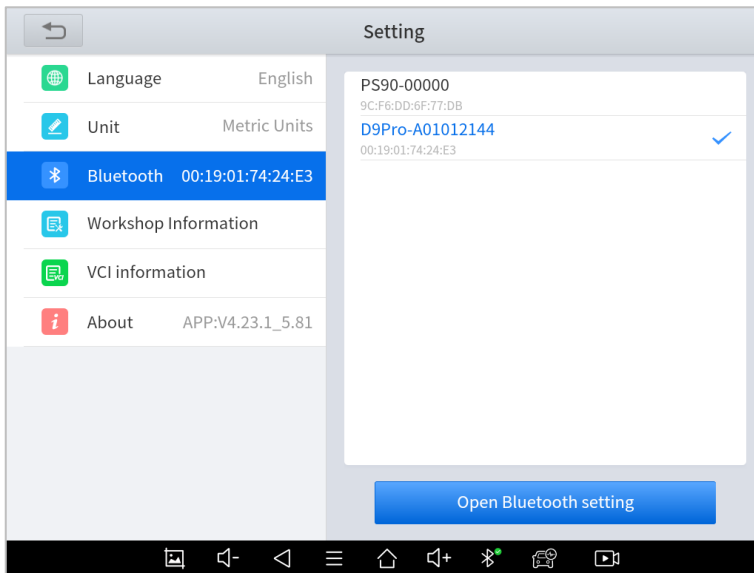 Setting
Language English
Unit Metric Units
Bluetooth 00:19:01:74:24:E3
Workshop Information
VCI information
About APP:V4.23.1_5.81
PS90-00000
9C:F6:DD:6F:77:DB
D9Pro-A01012144
00:19:01:74:24:E3
Open Bluetooth setting